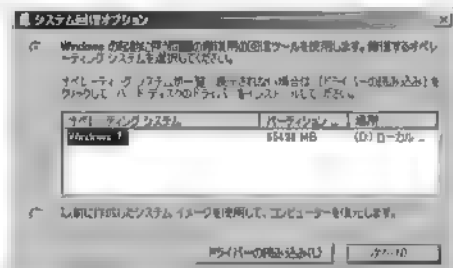 システム回復オプション
Windows の起動に伴う問題の修復用の回復ツールを使用します。修復するオペレ
ーティング システムを選択してください。
オペレーティング システムが一覧 表示されない場合は [ドライバーの読み込み] を
クリックして ハードディスクのドライバー をインストールして ください。
オペレーティング システム パーティション... 場所
Windows 7 MB (D:) ローカル ...
以前に作成したシステム イメージを使用して、コンピューターを復元します。
ドライバーの読み込み(L) 次へ(N)